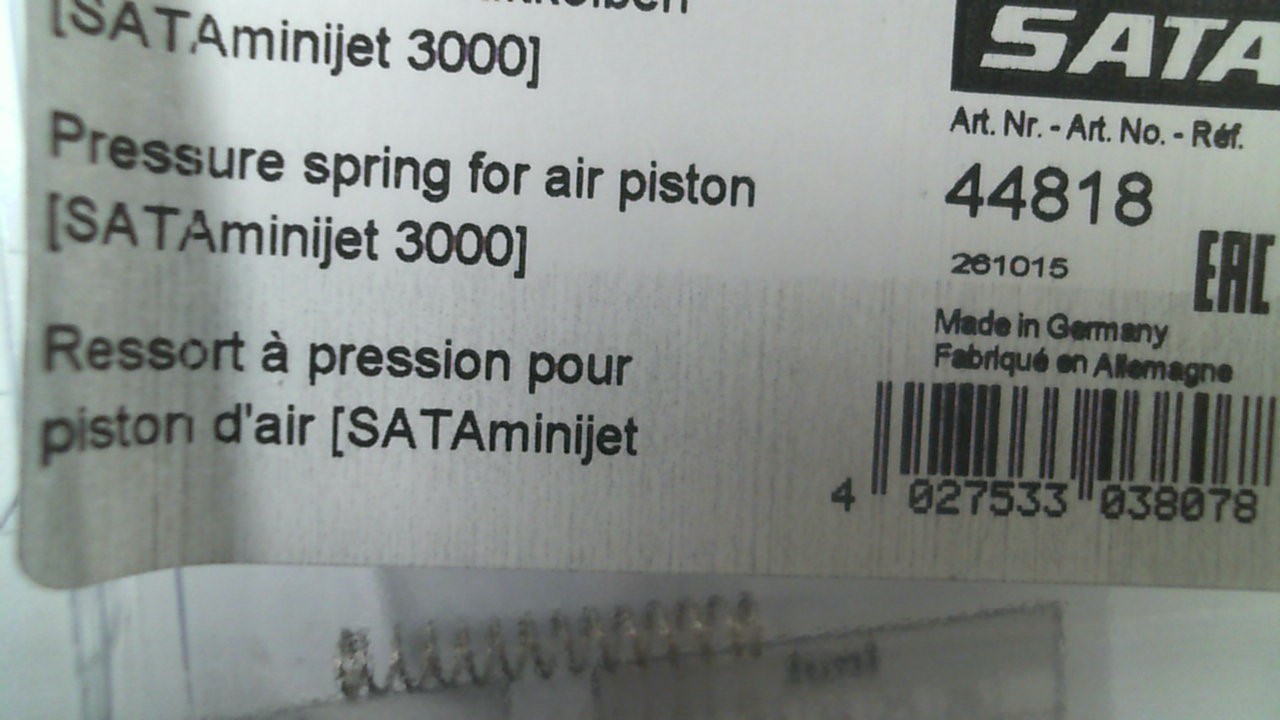 [SATAminijet 3000]
Pressure spring for air piston
[SATAminijet 3000]
Ressort à pression pour
piston d'air [SATAminijet
SATA
Art. Nr. - Art. No. - Réf.
44818
261015
EAC
Made in Germany
Fabriqué en Allemagne
4 027533 038078